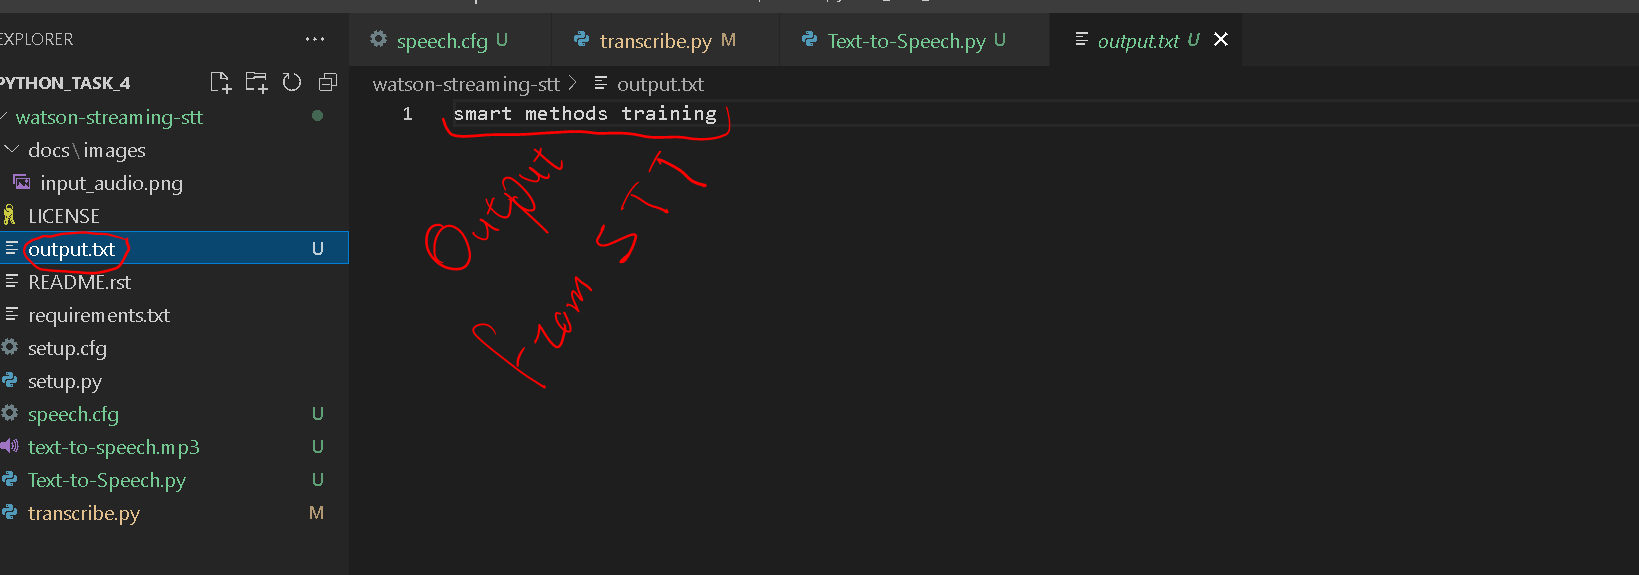 EXPLORER
···
PYTHON_TASK_4
watson-streaming-stt
docs\images
input_audio.png
LICENSE
output.txt U
README.rst
requirements.txt
setup.cfg
setup.py
speech.cfg U
text-to-speech.mp3 U
Text-to-Speech.py U
transcribe.py M
speech.cfg U
transcribe.py M
Text-to-Speech.py U
output.txt U
watson-streaming-stt > output.txt
1 smart methods training
Output
from STT